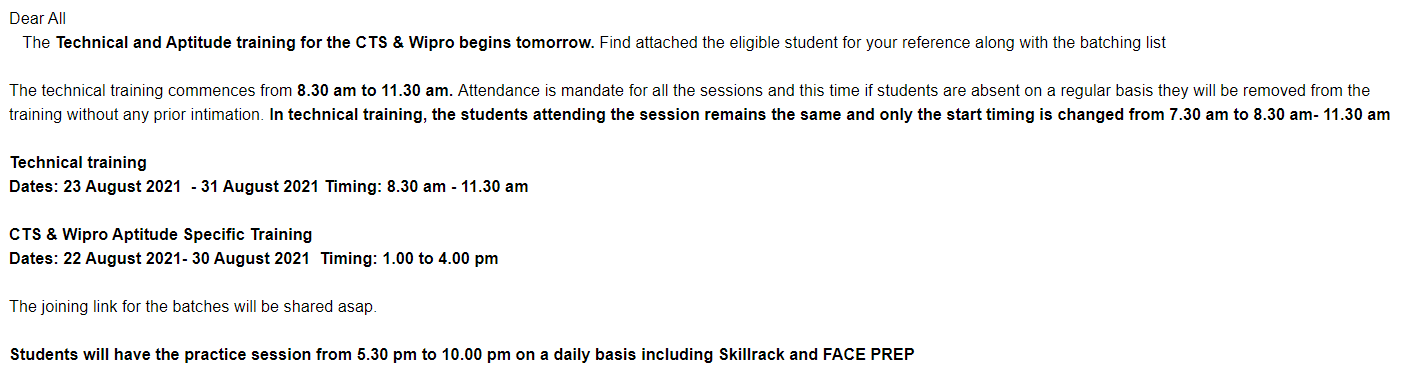 Dear All
The Technical and Aptitude training for the CTS & Wipro begins tomorrow. Find attached the eligible student for your reference along with the batching list
The technical training commences from 8.30 am to 11.30 am. Attendance is mandate for all the sessions and this time if students are absent on a regular basis they will be removed from the
training without any prior intimation. In technical training, the students attending the session remains the same and only the start timing is changed from 7.30 am to 8.30 am- 11.30 am
Technical training
Dates: 23 August 2021 - 31 August 2021 Timing: 8.30 am - 11.30 am
CTS & Wipro Aptitude Specific Training
Dates: 22 August 2021- 30 August 2021 Timing: 1.00 to 4.00 pm
The joining link for the batches will be shared asap.
Students will have the practice session from 5.30 pm to 10.00 pm on a daily basis including Skillrack and FACE PREP